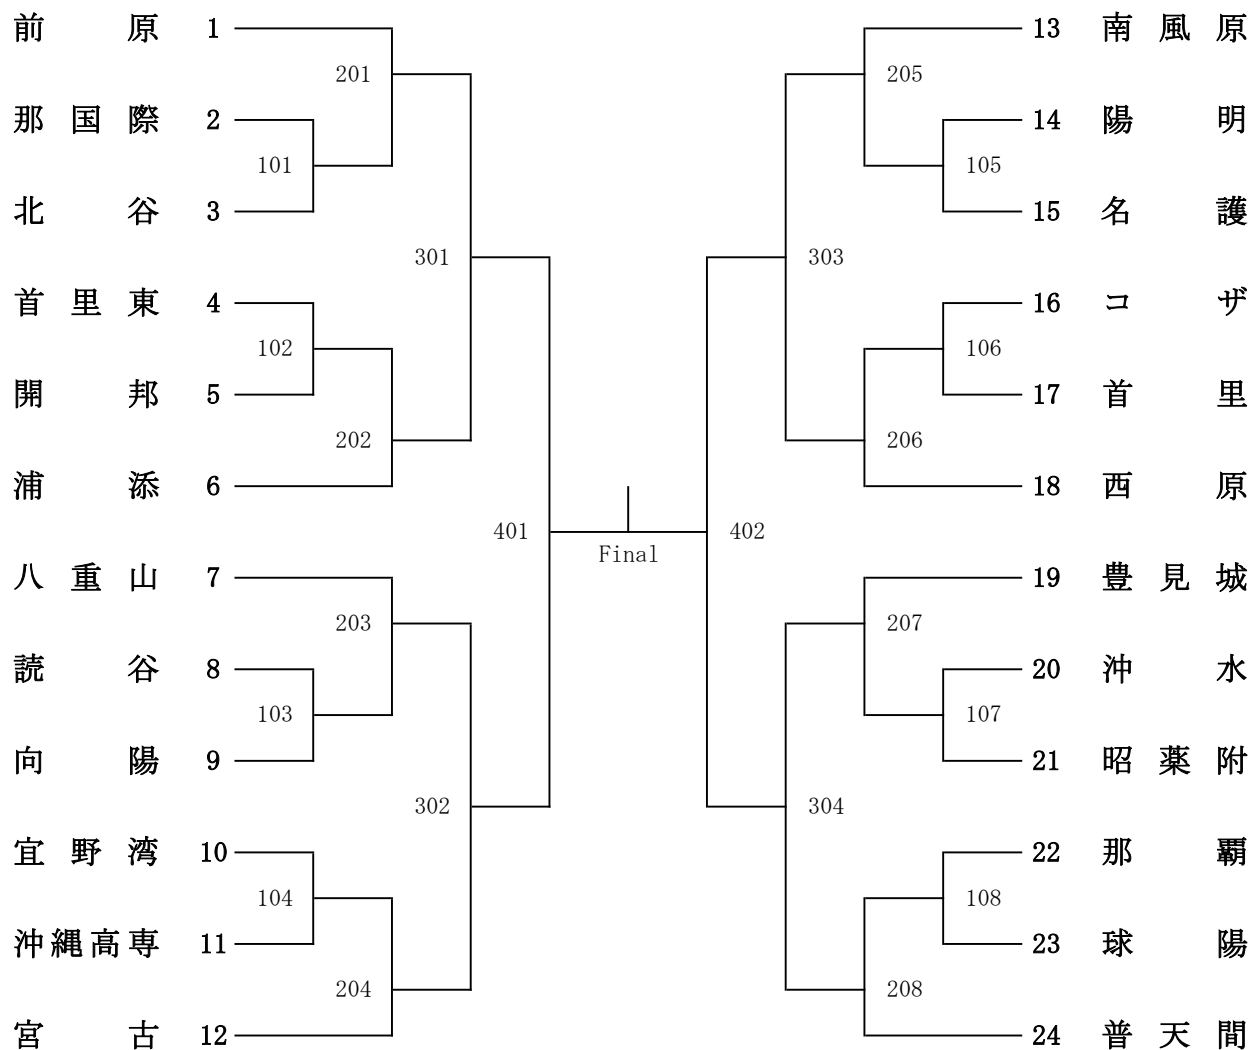 前原 1
201
那国際 2
101
北谷 3
301
首里東 4
102
開邦 5
202
浦添 6
401
八重山 7
203
読谷 8
103
向陽 9
302
宜野湾 10
104
沖縄高専 11
204
宮古 12
Final
13 南風原
205
14 陽明
105
15 名護
303
16 コザ
106
17 首里
206
18 西原
402
19 豊見城
207
20 沖水
107
21 昭薬附
304
22 那覇
108
23 球陽
208
24 普天間